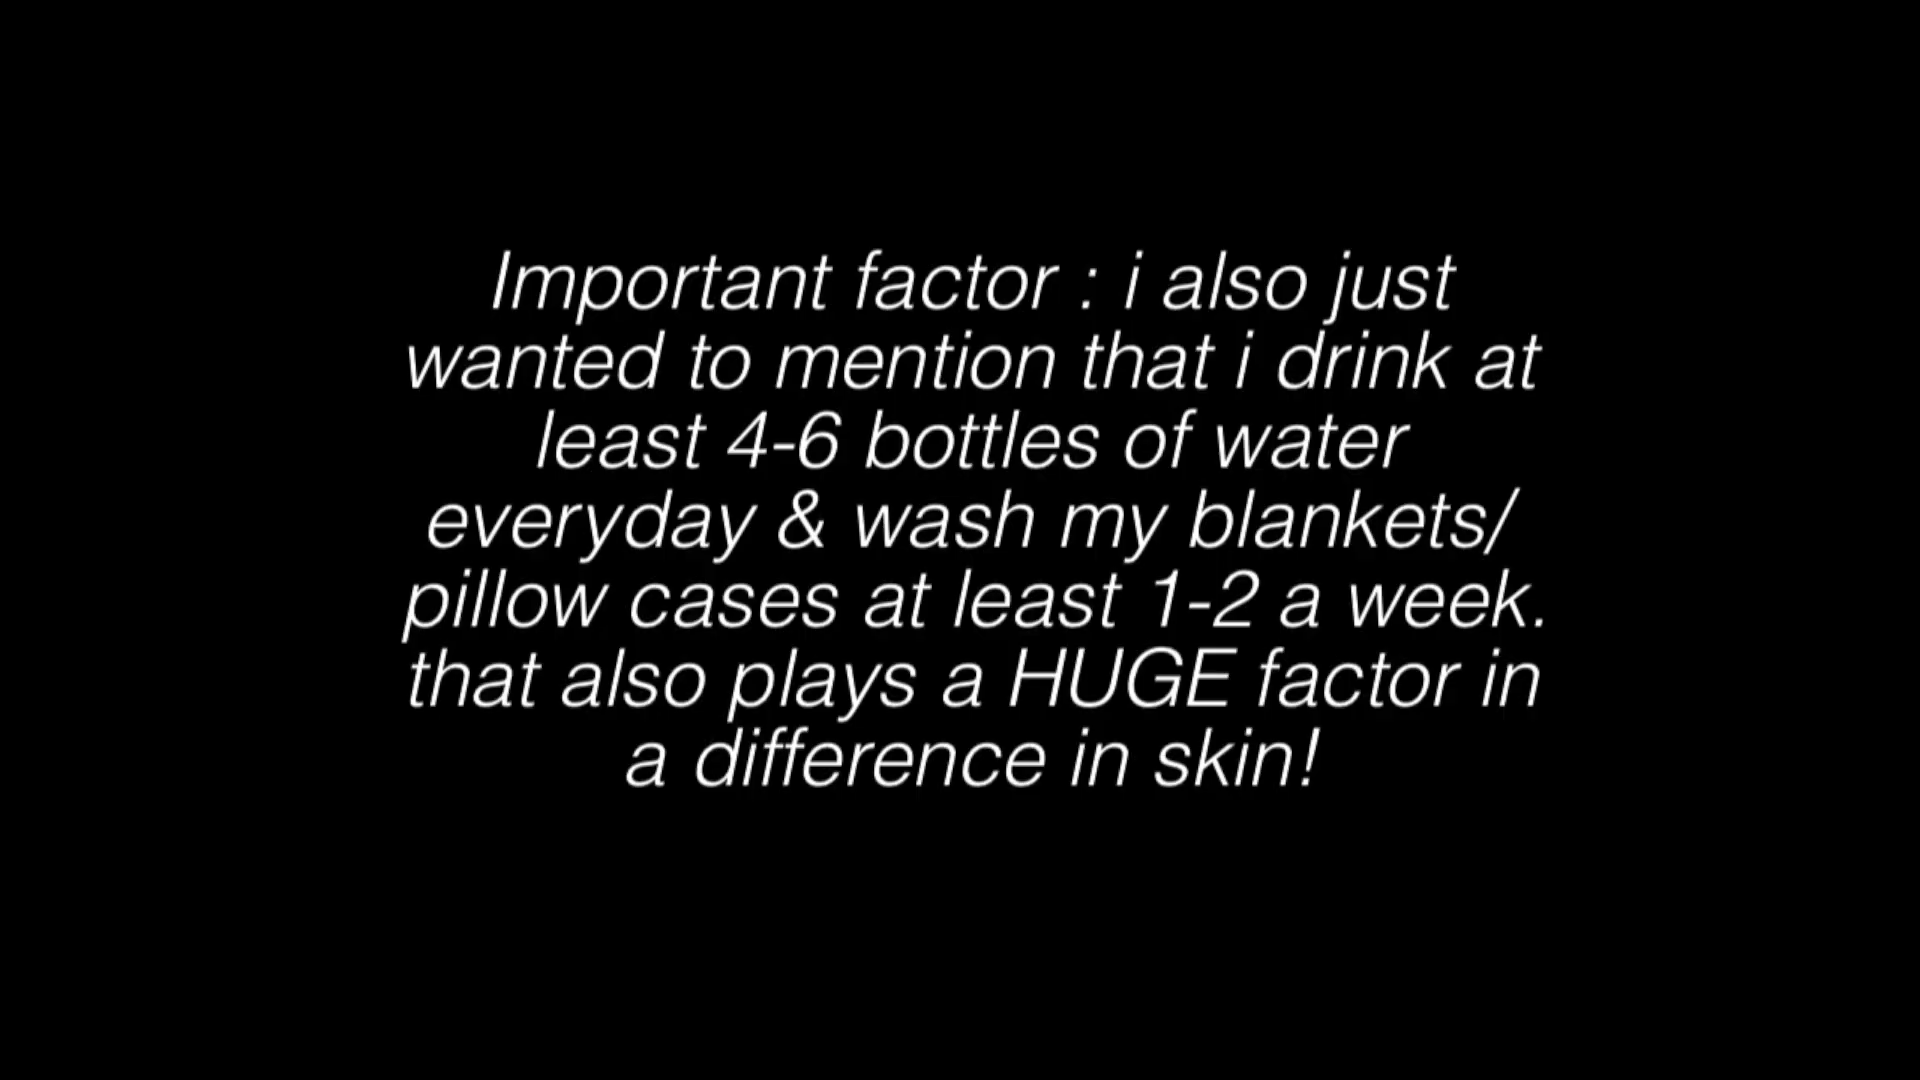 Important factor : i also just
wanted to mention that i drink at
least 4-6 bottles of water
everyday & wash my blankets/
pillow cases at least 1-2 a week.
that also plays a HUGE factor in
a difference in skin!